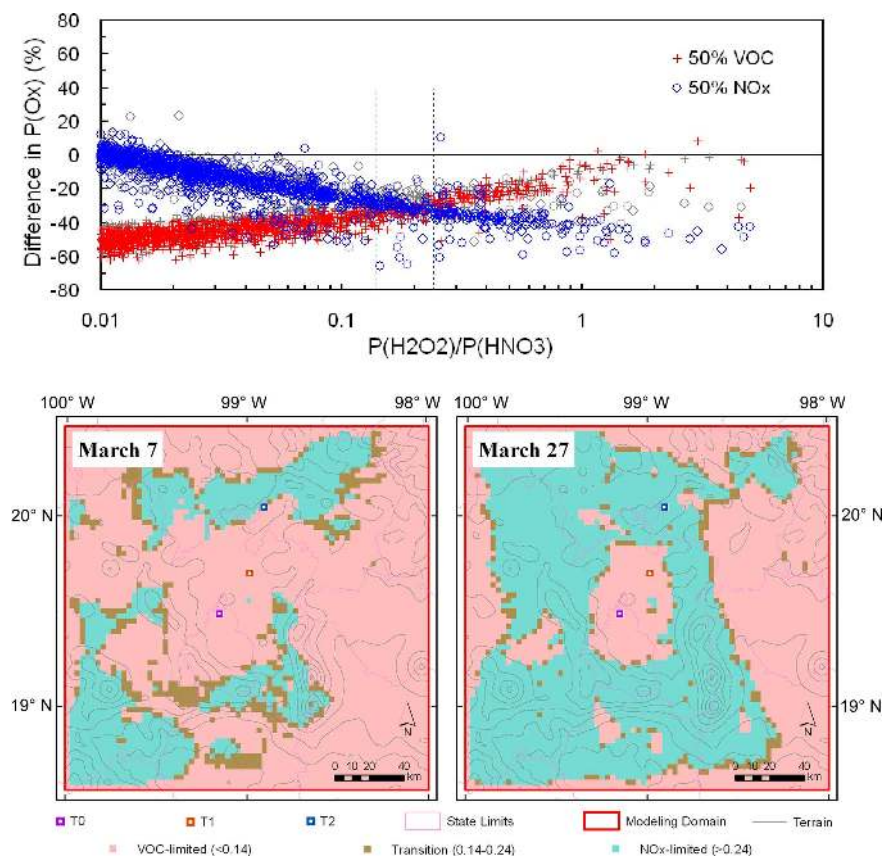 80
60
40
20
0
-20
-40
-60
-80
Difference in P(Ox) (%)
50% VOC
50% NOx
0.01 0.1 1 10
P(H2O2)/P(HNO3)
100° W 99° W 98° W 100° W 99° W 98° W
March 7 March 27
20° N 20° N
19° N 19° N
N N
0 10 20 40 km 0 10 20 40 km
T0 T1 T2 State Limits Modeling Domain Terrain
VOC-limited (<0.14) Transition (0.14-0.24) NOx-limited (>0.24)